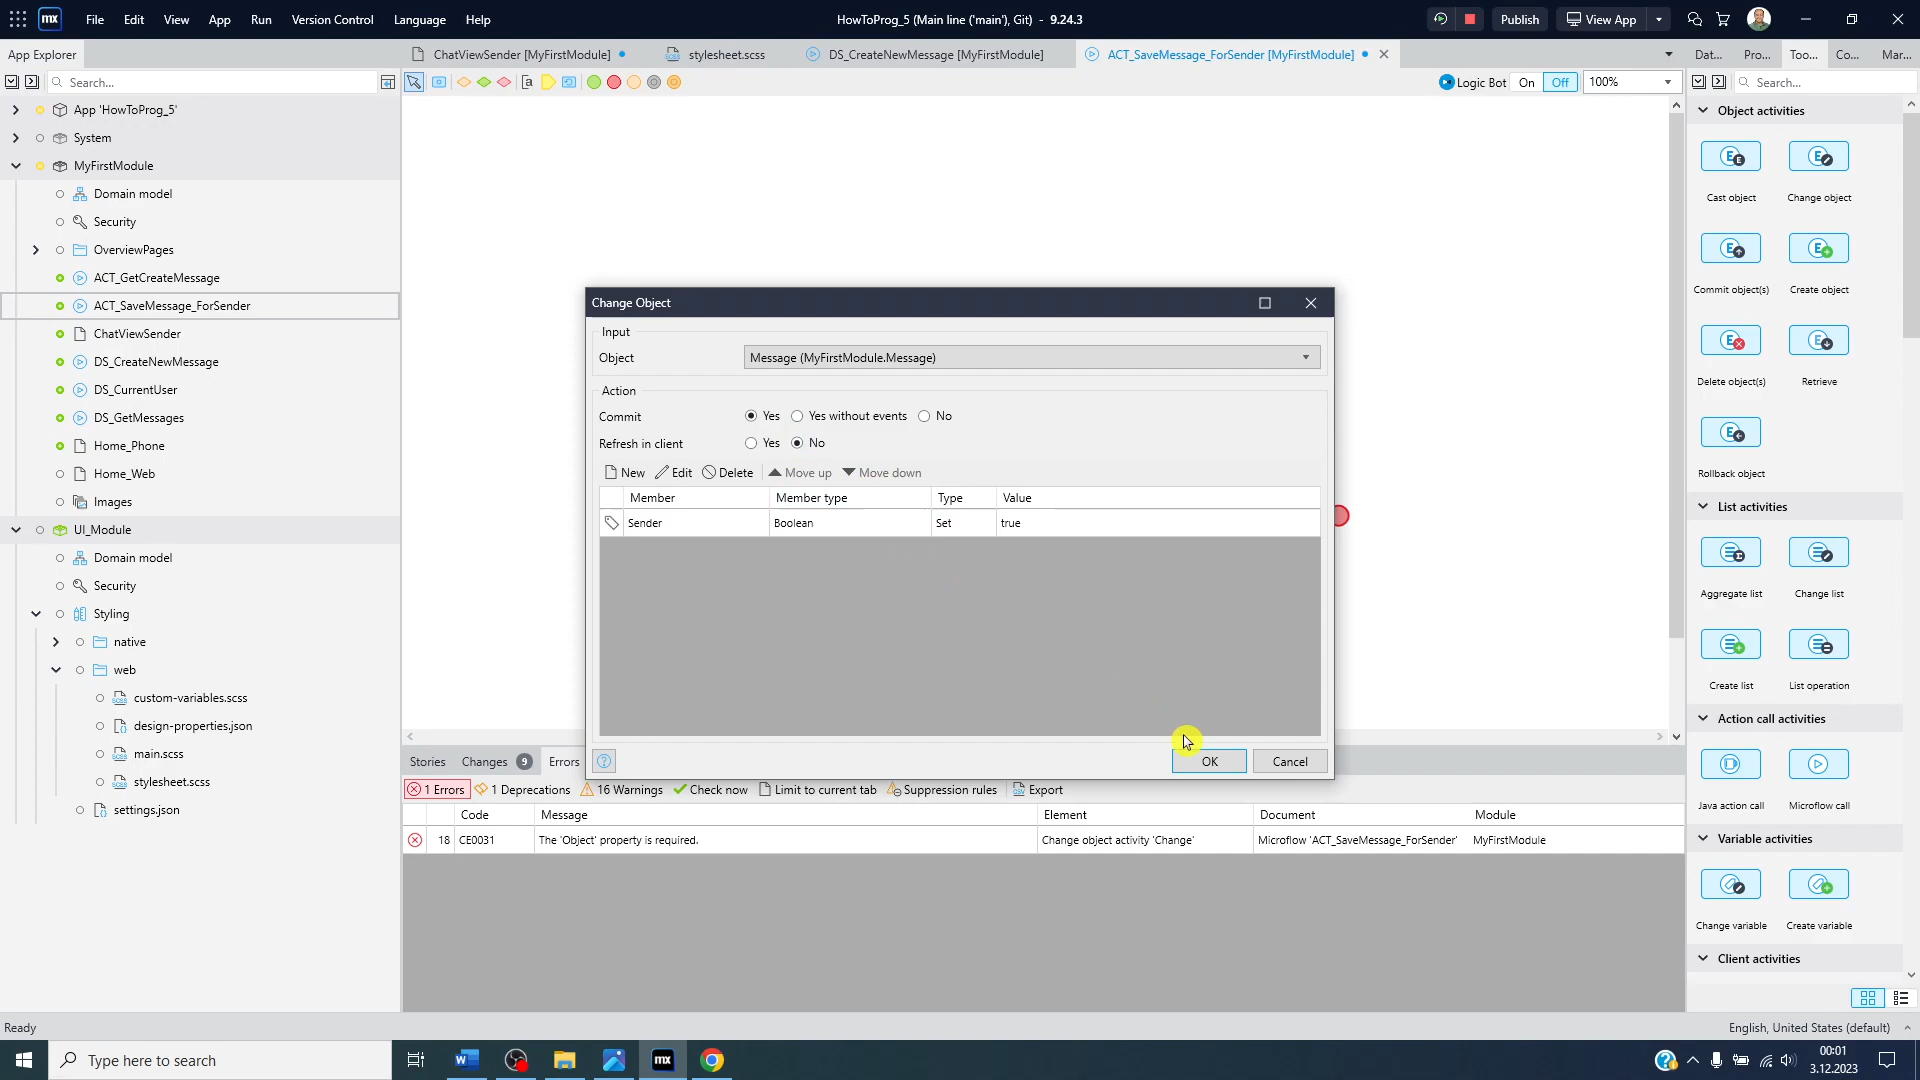 mx File Edit View App Run Version Control Language Help
HowToProg_5 (Main line ('main'), Git) - 9.24.3
Publish View App
App Explorer
ChatViewSender [MyFirstModule]
stylesheet.scss
DS_CreateNewMessage [MyFirstModule]
ACT_SaveMessage_ForSender [MyFirstModule]
Dat... Pro... Too... Co... Mar...
Search...
Logic Bot On Off 100%
Search...
App 'HowToProg_5'
System
MyFirstModule
Domain model
Security
OverviewPages
ACT_GetCreateMessage
ACT_SaveMessage_ForSender
ChatViewSender
DS_CreateNewMessage
DS_CurrentUser
DS_GetMessages
Home_Phone
Home_Web
Images
UI_Module
Domain model
Security
Styling
native
web
custom-variables.scss
design-properties.json
main.scss
stylesheet.scss
settings.json
Change Object
Input
Object Message (MyFirstModule.Message)
Action
Commit Yes Yes without events No
Refresh in client Yes No
New Edit Delete Move up Move down
Member Member type Type Value
Sender Boolean Set true
OK Cancel
Stories Changes 9 Errors
1 Errors 1 Deprecations 16 Warnings Check now Limit to current tab Suppression rules Export
Code Message Element Document Module
18 CE0031 The 'Object' property is required. Change object activity 'Change' Microflow 'ACT_SaveMessage_ForSender' MyFirstModule
Object activities
Cast object Change object
Commit object(s) Create object
Delete object(s) Retrieve
Rollback object
List activities
Aggregate list Change list
Create list List operation
Action call activities
Java action call Microflow call
Variable activities
Change variable Create variable
Client activities
Ready
English, United States (default)
Type here to search
mx
00:01
3.12.2023